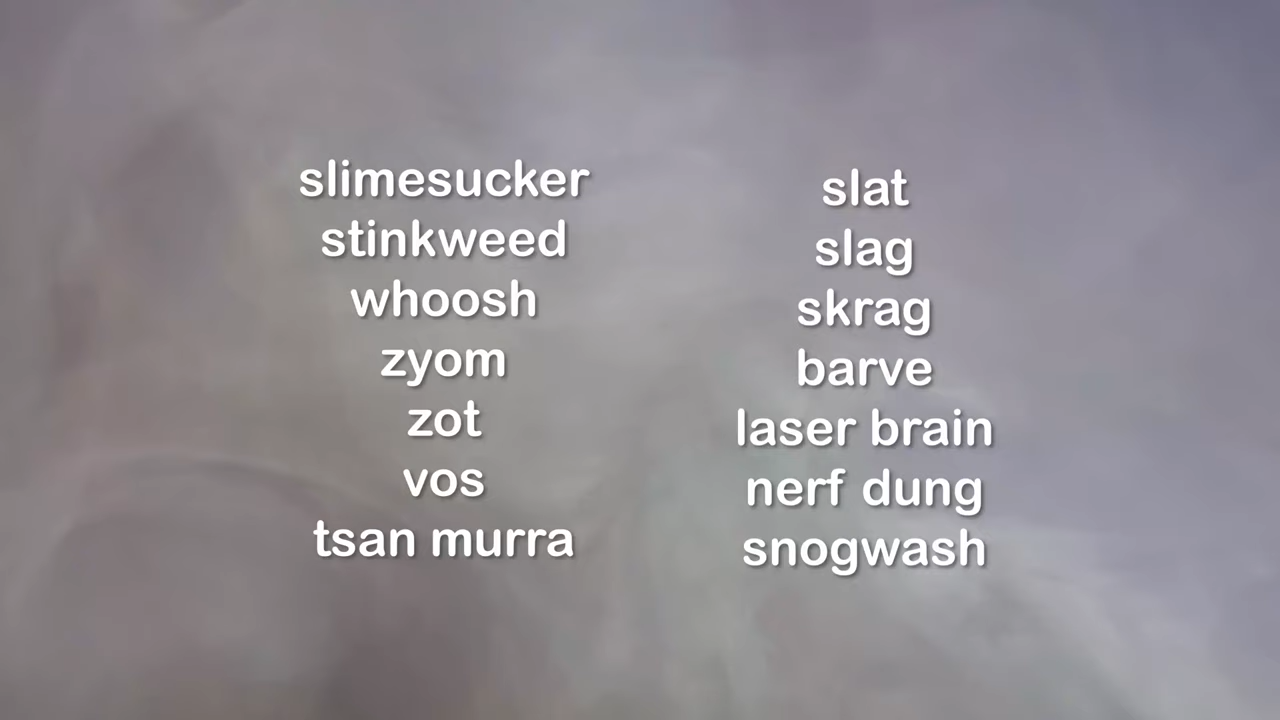 slimesucker
stinkweed
whoosh
zyom
zot
vos
tsan murra
slat
slag
skrag
barve
laser brain
nerf dung
snogwash